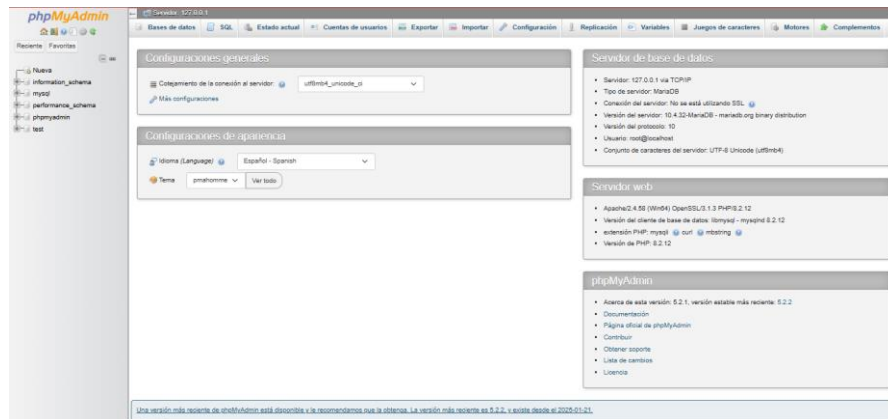 phpMyAdmin
Reciente Favoritas
Nueva
information_schema
mysql
performance_schema
phpmyadmin
test
Servidor: 127.0.0.1
Bases de datos SQL Estado actual Cuentas de usuarios Exportar Importar Configuración Replicación Variables Juegos de caracteres Motores Complementos
Configuraciones generales
Cotejamiento de la conexión al servidor: utf8mb4_unicode_ci
Más configuraciones
Configuraciones de apariencia
Idioma (Language) Español - Spanish
Tema pmahomme Ver todo
Servidor de base de datos
Servidor: 127.0.0.1 via TCP/IP
Tipo de servidor: MariaDB
Conexión del servidor: No se está utilizando SSL
Versión del servidor: 10.4.32-MariaDB - mariadb.org binary distribution
Versión del protocolo: 10
Usuario: root@localhost
Conjunto de caracteres del servidor: UTF-8 Unicode (utf8mb4)
Servidor web
Apache/2.4.58 (Win64) OpenSSL/3.1.3 PHP/8.2.12
Versión del cliente de base de datos: libmysql - mysqlnd 8.2.12
extensión PHP: mysqli curl mbstring
Versión de PHP: 8.2.12
phpMyAdmin
Acerca de esta versión: 5.2.1, versión estable más reciente: 5.2.2
Documentación
Página oficial de phpMyAdmin
Contribuir
Obtener soporte
Lista de cambios
Licencia
Una versión más reciente de phpMyAdmin está disponible y le recomendamos que la obtenga. La versión más reciente es 5.2.2, y existe desde el 2025-01-21.